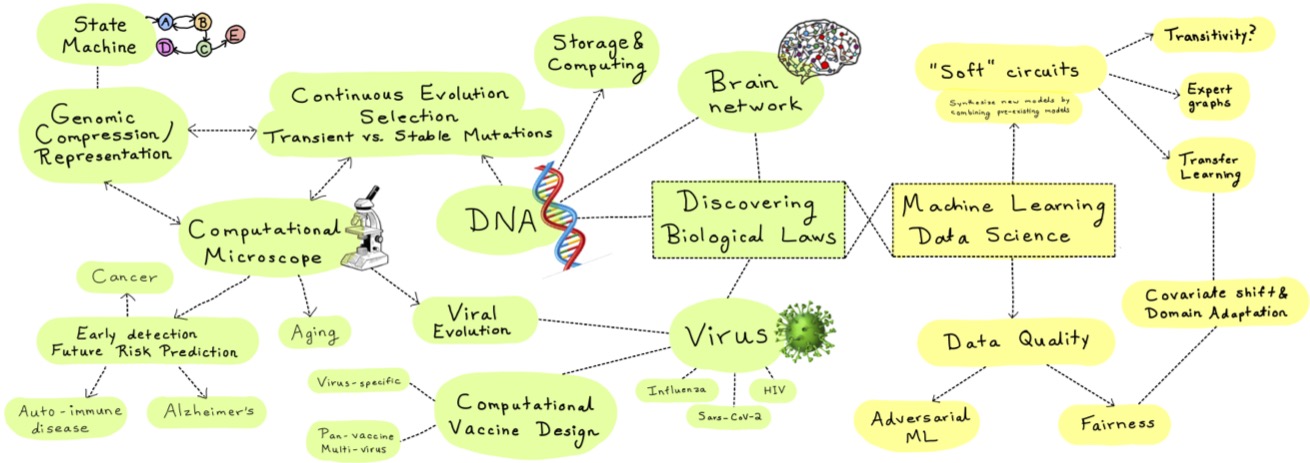 State
Machine
A
B
E
D
C
Genomic
Compression/
Representation
Continuous Evolution
Selection
Transient vs. Stable Mutations
Storage &
Computing
Brain
network
DNA
Discovering
Biological Laws
Machine Learning
Data Science
"Soft" circuits
Synthesize new models by
combining pre-existing models
Transitivity?
Expert
graphs
Transfer
Learning
Covariate shift &
Domain Adaptation
Data Quality
Adversarial
ML
Fairness
Computational
Microscope
Cancer
Early detection
Future Risk Prediction
Auto-immune
disease
Alzheimer's
Aging
Viral
Evolution
Virus
Influenza
Sars-CoV-2
HIV
Computational
Vaccine Design
Virus-specific
Pan-vaccine
Multi-virus